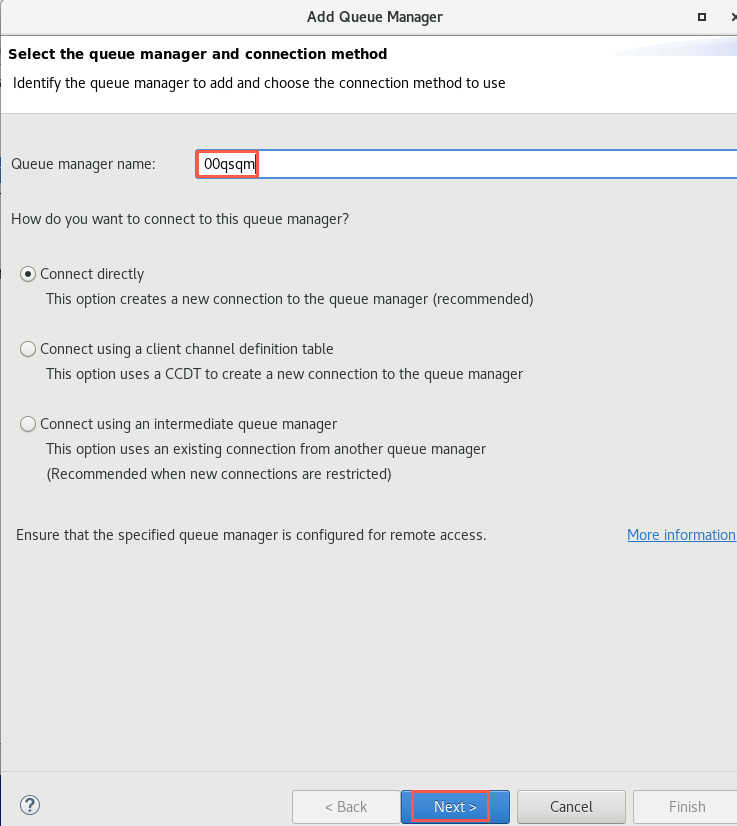 Add Queue Manager
Select the queue manager and connection method
Identify the queue manager to add and choose the connection method to use
Queue manager name: 00qsqm
How do you want to connect to this queue manager?
Connect directly
This option creates a new connection to the queue manager (recommended)
Connect using a client channel definition table
This option uses a CCDT to create a new connection to the queue manager
Connect using an intermediate queue manager
This option uses an existing connection from another queue manager
(Recommended when new connections are restricted)
Ensure that the specified queue manager is configured for remote access. More information
? < Back Next > Cancel Finish